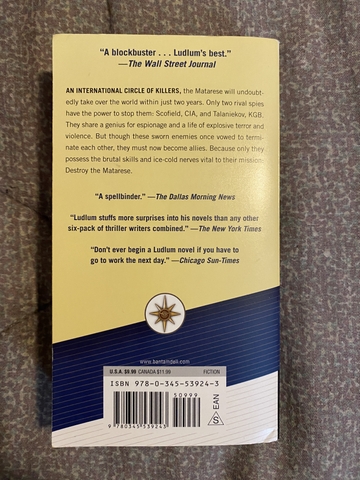 "A blockbuster . . . Ludlum's best."
—The Wall Street Journal
AN INTERNATIONAL CIRCLE OF KILLERS, the Matarese will undoubt-
edly take over the world within just two years. Only two rival spies
have the power to stop them: Scofield, CIA, and Talaniekov, KGB.
They share a genius for espionage and a life of explosive terror and
violence. But though these sworn enemies once vowed to termi-
nate each other, they must now become allies. Because only they
possess the brutal skills and ice-cold nerves vital to their mission:
Destroy the Matarese.
"A spellbinder." —The Dallas Morning News
"Ludlum stuffs more surprises into his novels than any other
six-pack of thriller writers combined." —The New York Times
"Don't ever begin a Ludlum novel if you have to
go to work the next day." —Chicago Sun-Times
www.bantamdell.com
U.S.A. $9.99 CANADA $11.99 FICTION
ISBN 978-0-345-53924-3
50999
9 780345 539243
S EAN